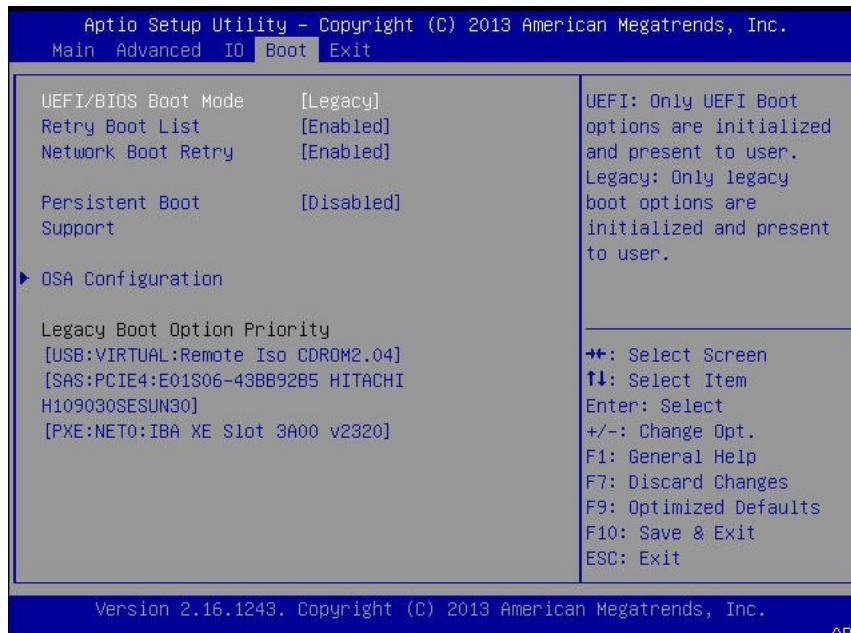 Aptio Setup Utility – Copyright (C) 2013 American Megatrends, Inc.
Main Advanced IO Boot Exit
UEFI/BIOS Boot Mode [Legacy]
Retry Boot List [Enabled]
Network Boot Retry [Enabled]
Persistent Boot [Disabled]
Support
OSA Configuration
Legacy Boot Option Priority
[USB:VIRTUAL:Remote Iso CDROM2.04]
[SAS:PCIE4:E01S06-43BB92B5 HITACHI
H109030SESUN30]
[PXE:NET0:IBA XE Slot 3A00 v2320]
UEFI: Only UEFI Boot
options are initialized
and present to user.
Legacy: Only legacy
boot options are
initialized and present
to user.
→←: Select Screen
↑↓: Select Item
Enter: Select
+/-: Change Opt.
F1: General Help
F7: Discard Changes
F9: Optimized Defaults
F10: Save & Exit
ESC: Exit
Version 2.16.1243. Copyright (C) 2013 American Megatrends, Inc.